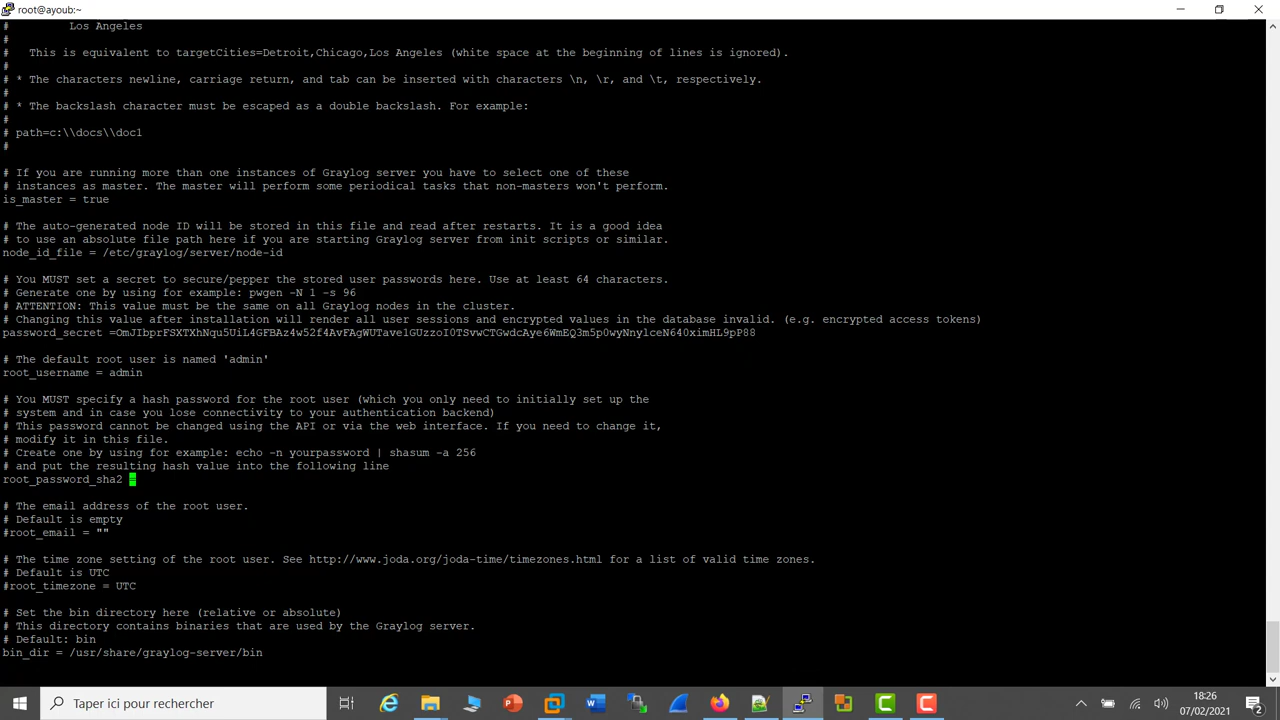 root@ayoub:~
#        Los Angeles
#
#   This is equivalent to targetCities=Detroit,Chicago,Los Angeles (white space at the beginning of lines is ignored).
#
# * The characters newline, carriage return, and tab can be inserted with characters \n, \r, and \t, respectively.
#
# * The backslash character must be escaped as a double backslash. For example:
#
# path=c:\\docs\\doc1
#
# If you are running more than one instances of Graylog server you have to select one of these
# instances as master. The master will perform some periodical tasks that non-masters won't perform.
is_master = true
# The auto-generated node ID will be stored in this file and read after restarts. It is a good idea
# to use an absolute file path here if you are starting Graylog server from init scripts or similar.
node_id_file = /etc/graylog/server/node-id
# You MUST set a secret to secure/pepper the stored user passwords here. Use at least 64 characters.
# Generate one by using for example: pwgen -N 1 -s 96
# ATTENTION: This value must be the same on all Graylog nodes in the cluster.
# Changing this value after installation will render all user sessions and encrypted values in the database invalid. (e.g. encrypted access tokens)
password_secret =OmJIbprFSXTXhNqu5UiL4GFBAz4w52f4AvFAgWUTavelGUzzoI0TSvwCTGwdcAye6WmEQ3m5p0wyNnylceN640ximHL9pP88
# The default root user is named 'admin'
root_username = admin
# You MUST specify a hash password for the root user (which you only need to initially set up the
# system and in case you lose connectivity to your authentication backend)
# This password cannot be changed using the API or via the web interface. If you need to change it,
# modify it in this file.
# Create one by using for example: echo -n yourpassword | shasum -a 256
# and put the resulting hash value into the following line
root_password_sha2 =
# The email address of the root user.
# Default is empty
#root_email = ""
# The time zone setting of the root user. See http://www.joda.org/joda-time/timezones.html for a list of valid time zones.
# Default is UTC
#root_timezone = UTC
# Set the bin directory here (relative or absolute)
# This directory contains binaries that are used by the Graylog server.
# Default: bin
bin_dir = /usr/share/graylog-server/bin
Taper ici pour rechercher
18:26
07/02/2021
2